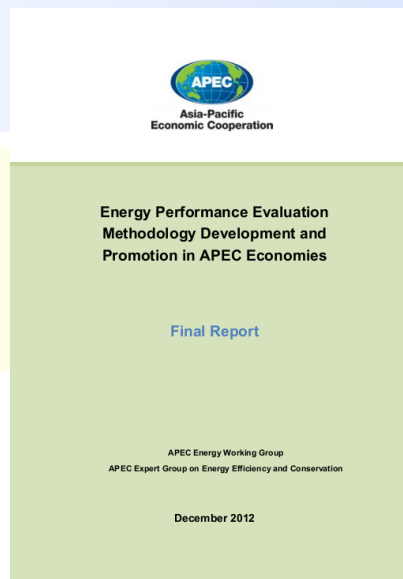 APEC
Asia-Pacific
Economic Cooperation
Energy Performance Evaluation
Methodology Development and
Promotion in APEC Economies
Final Report
APEC Energy Working Group
APEC Expert Group on Energy Efficiency and Conservation
December 2012